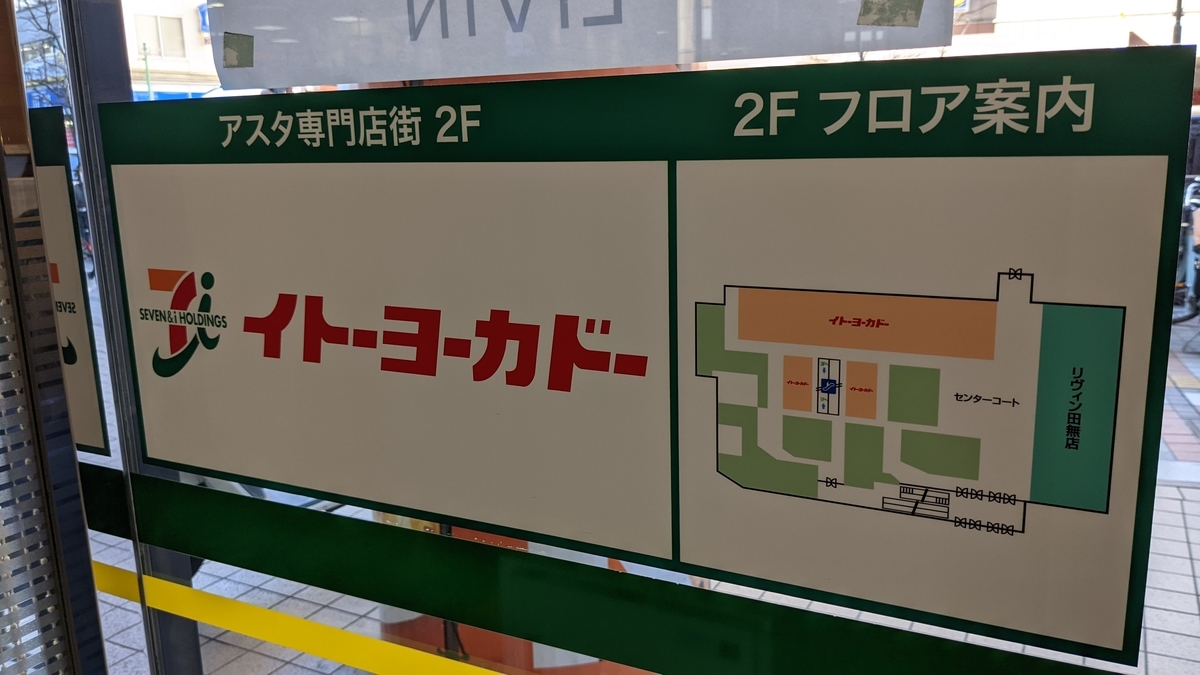 LIVIN
アスタ専門店街 2F
2F フロア案内
SEVEN & i HOLDINGS
イトーヨーカドー
イトーヨーカドー
イトーヨーカドー
イトーヨーカドー
センターコート
リヴィン田無店
SEVE